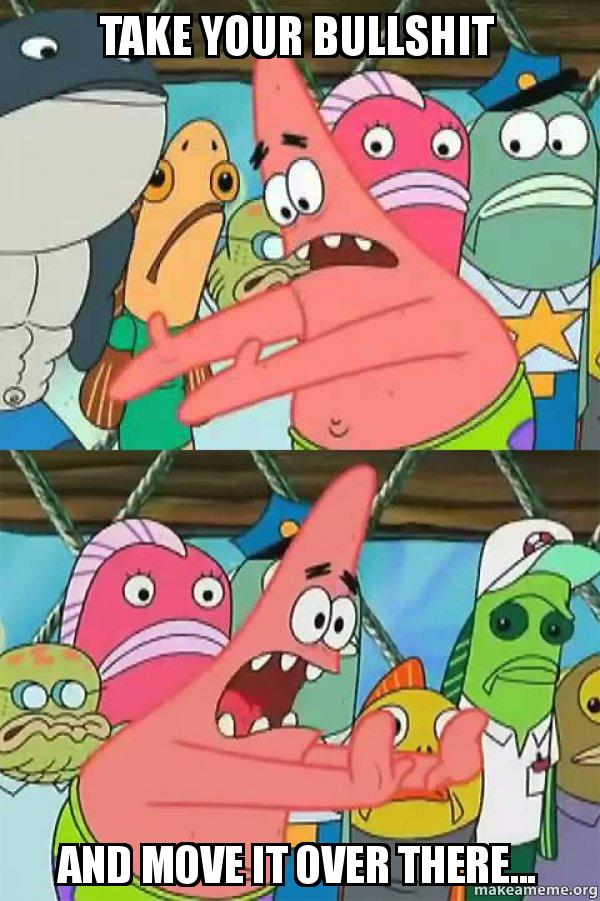 TAKE YOUR BULLSHIT
AND MOVE IT OVER THERE...
makeameme.org